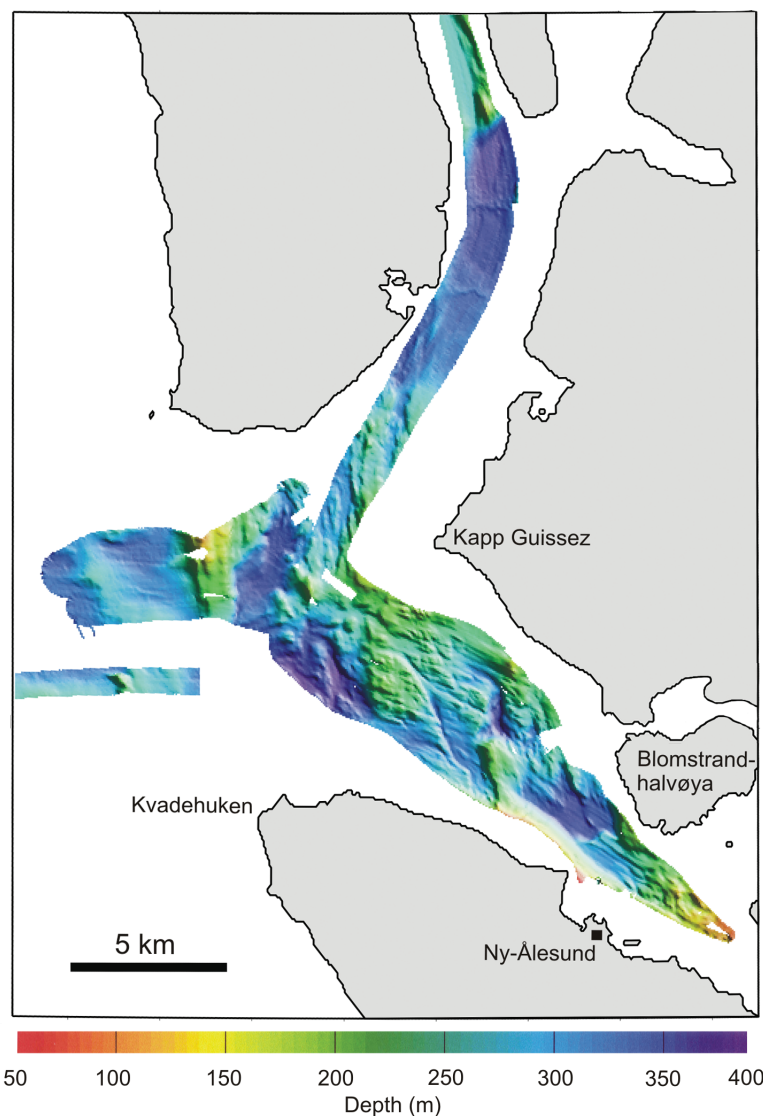 Kapp Guissez
Blomstrand-
halvøya
Kvadehuken
5 km
Ny-Ålesund
50 100 150 200 250 300 350 400
Depth (m)